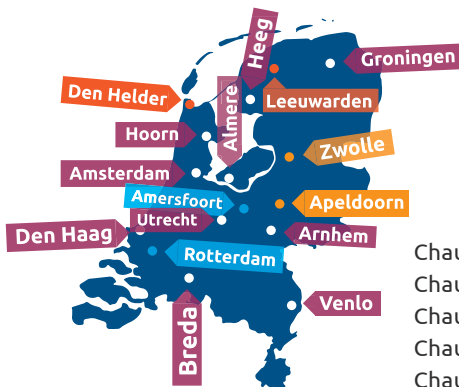 Heeg
Groningen
Den Helder
Leeuwarden
Almere
Hoorn
Zwolle
Amsterdam
Amersfoort
Apeldoorn
Utrecht
Den Haag
Arnhem
Rotterdam
Chau
Chau
Venlo
Chau
Breda
Chau
Chau